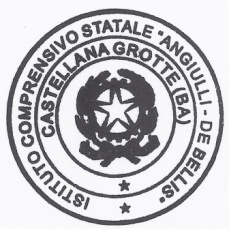 ISTITUTO COMPRENSIVO STATALE "ANGIULLI - DE BELLIS"
CASTELLANA GROTTE (BA)